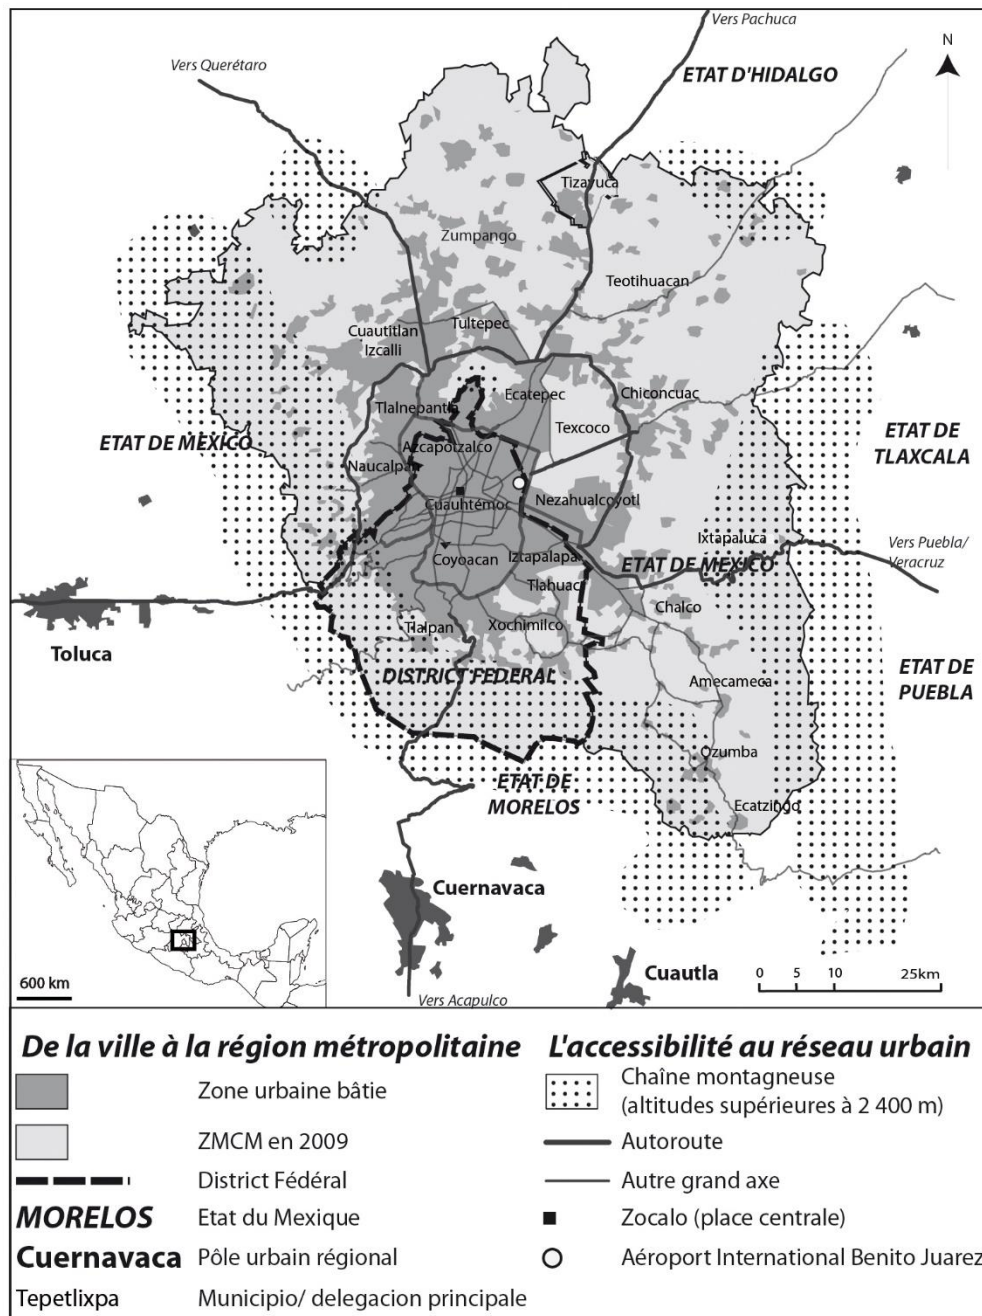 Vers Pachuca
N
Vers Querétaro
ETAT D'HIDALGO
Tizayuca
Zumpango
Teotihuacan
Tultepec
Cuautitlan
Izcalli
Ecatepec
Chiconcuac
Tlalnepantla
Texcoco
ETAT DE MEXICO
Azcapotzalco
ETAT DE
TLAXCALA
Naucalpan
Cuauhtémoc
Nezahualcoyotl
Ixtapaluca
Vers Puebla/
Veracruz
Coyoacan
Iztapalapa
ETAT DE MEXICO
Tlahuac
Chalco
Toluca
Tlalpan
Xochimilco
DISTRICT FEDERAL
Amecameca
ETAT DE
PUEBLA
Ozumba
ETAT DE
MORELOS
Ecatzingo
Cuernavaca
Cuautla
600 km
Vers Acapulco
0 5 10 25km
De la ville à la région métropolitaine
Zone urbaine bâtie
ZMCM en 2009
District Fédéral
MORELOS Etat du Mexique
Cuernavaca Pôle urbain régional
Tepetlixpa Municipio/ delegacion principale
L'accessibilité au réseau urbain
Chaîne montagneuse
(altitudes supérieures à 2 400 m)
Autoroute
Autre grand axe
Zocalo (place centrale)
Aéroport International Benito Juarez